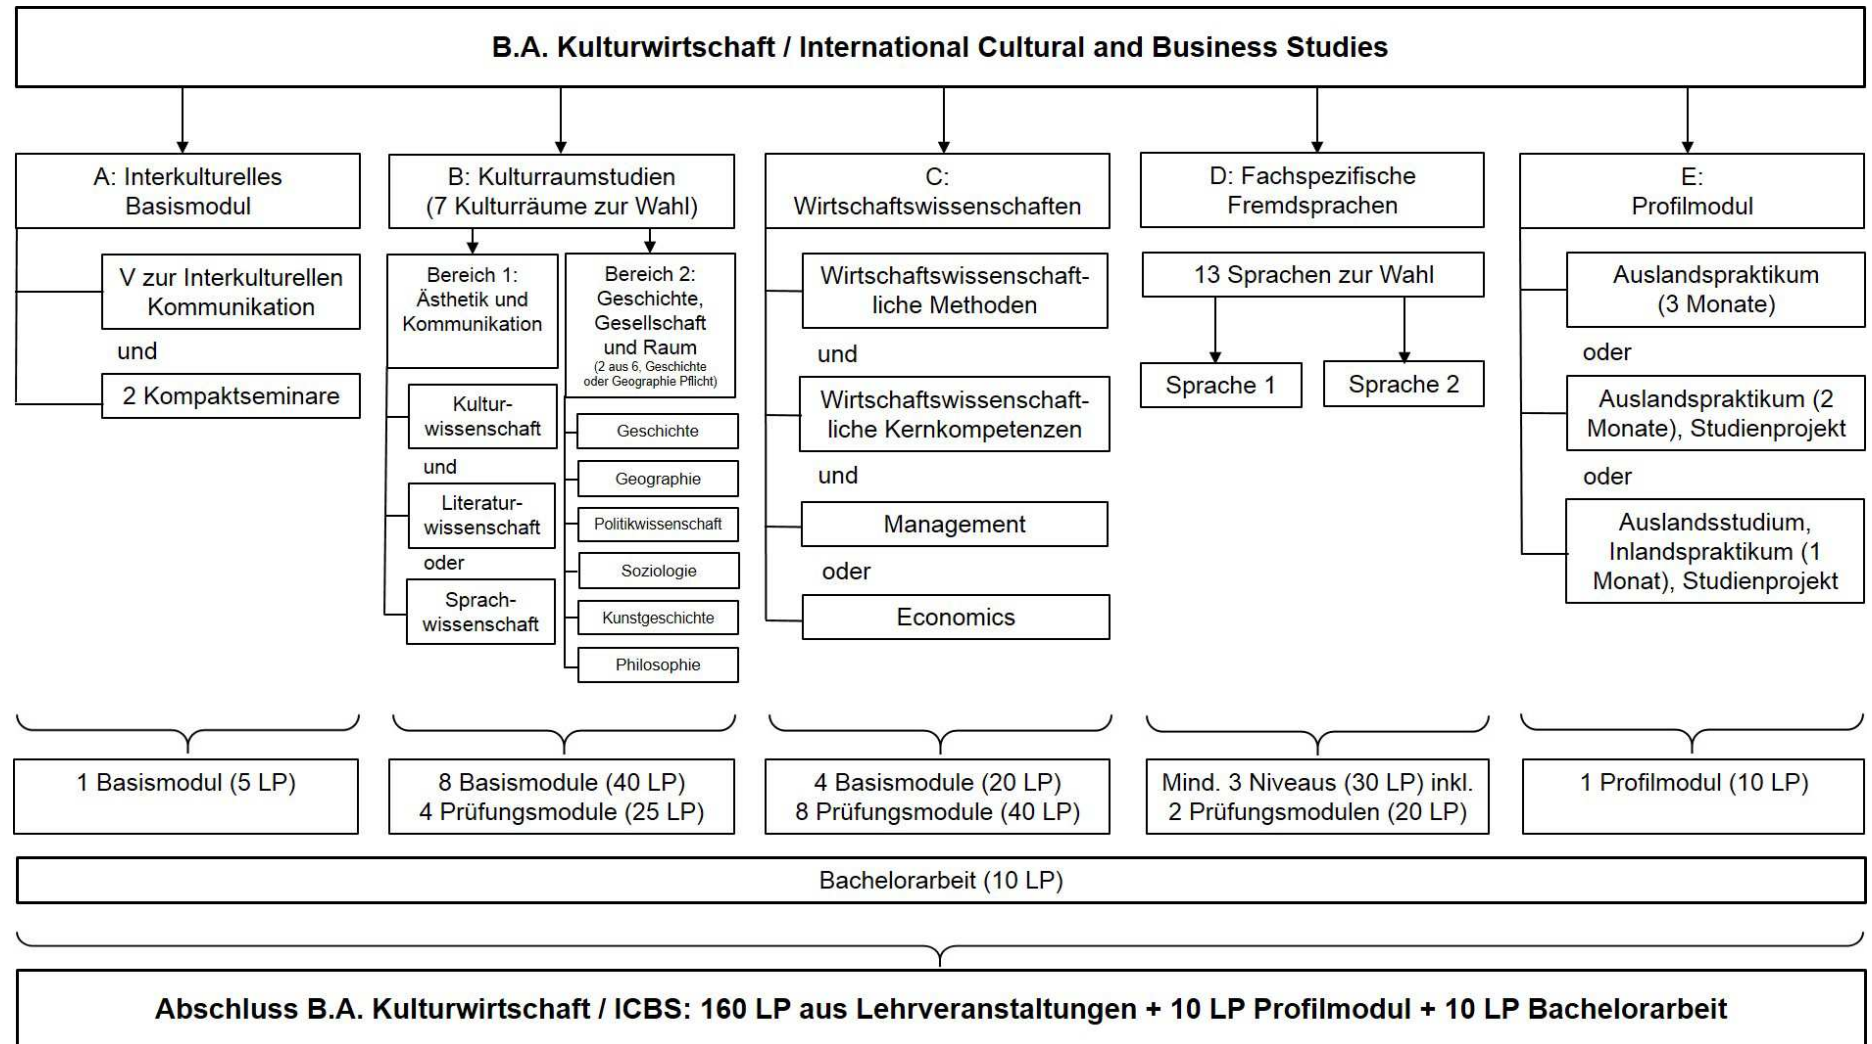 B.A. Kulturwirtschaft / International Cultural and Business Studies
A: Interkulturelles
Basismodul
V zur Interkulturellen
Kommunikation
und
2 Kompaktseminare
B: Kulturraumstudien
(7 Kulturräume zur Wahl)
Bereich 1:
Ästhetik und
Kommunikation
Kultur-
wissenschaft
und
Literatur-
wissenschaft
oder
Sprach-
wissenschaft
Bereich 2:
Geschichte,
Gesellschaft
und Raum
(2 aus 6, Geschichte
oder Geographie Pflicht)
Geschichte
Geographie
Politikwissenschaft
Soziologie
Kunstgeschichte
Philosophie
C:
Wirtschaftswissenschaften
Wirtschaftswissenschaft-
liche Methoden
und
Wirtschaftswissenschaft-
liche Kernkompetenzen
und
Management
oder
Economics
D: Fachspezifische
Fremdsprachen
13 Sprachen zur Wahl
Sprache 1
Sprache 2
E:
Profilmodul
Auslandspraktikum
(3 Monate)
oder
Auslandspraktikum (2
Monate), Studienprojekt
oder
Auslandsstudium,
Inlandspraktikum (1
Monat), Studienprojekt
1 Basismodul (5 LP)
8 Basismodule (40 LP)
4 Prüfungsmodule (25 LP)
4 Basismodule (20 LP)
8 Prüfungsmodule (40 LP)
Mind. 3 Niveaus (30 LP) inkl.
2 Prüfungsmodulen (20 LP)
1 Profilmodul (10 LP)
Bachelorarbeit (10 LP)
Abschluss B.A. Kulturwirtschaft / ICBS: 160 LP aus Lehrveranstaltungen + 10 LP Profilmodul + 10 LP Bachelorarbeit